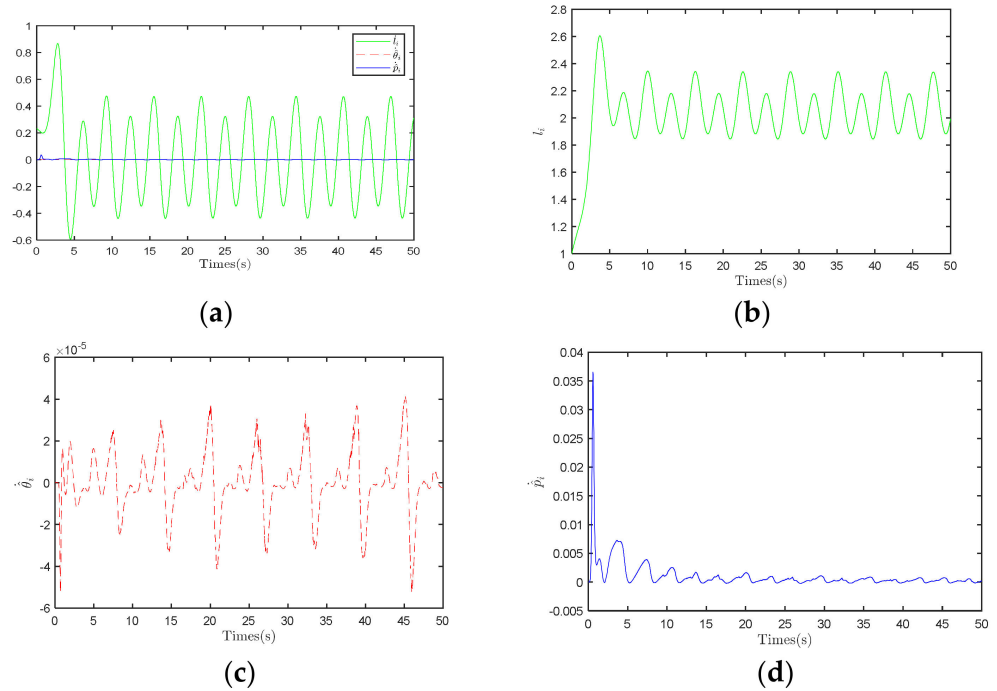 1
0.8
0.6
0.4
0.2
0
-0.2
-0.4
-0.6
0 5 10 15 20 25 30 35 40 45 50
Times(s)
l̇ᵢ
θ̂̇ᵢ
p̂̇ᵢ
(a)
2.8
2.6
2.4
2.2
2
1.8
1.6
1.4
1.2
1
lᵢ
0 5 10 15 20 25 30 35 40 45 50
Times(s)
(b)
×10⁻⁵
6
4
2
0
-2
-4
-6
θ̂̇ᵢ
0 5 10 15 20 25 30 35 40 45 50
Times(s)
(c)
0.04
0.035
0.03
0.025
0.02
0.015
0.01
0.005
0
-0.005
p̂̇ᵢ
0 5 10 15 20 25 30 35 40 45 50
Times(s)
(d)